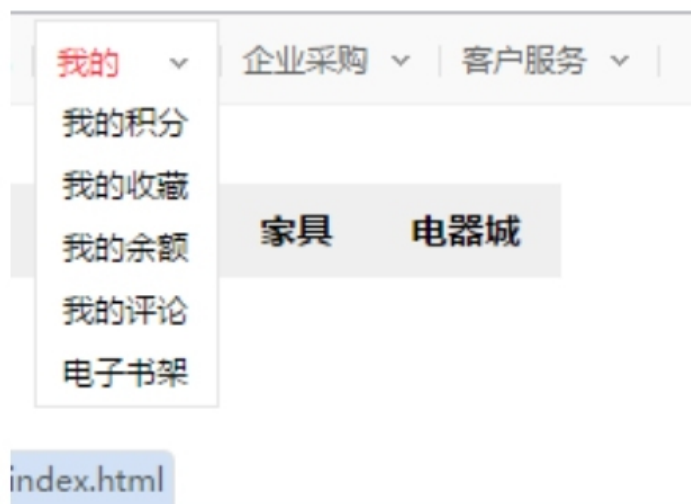 我的 企业采购 客户服务
我的积分
我的收藏
家具 电器城
我的余额
我的评论
电子书架
index.html